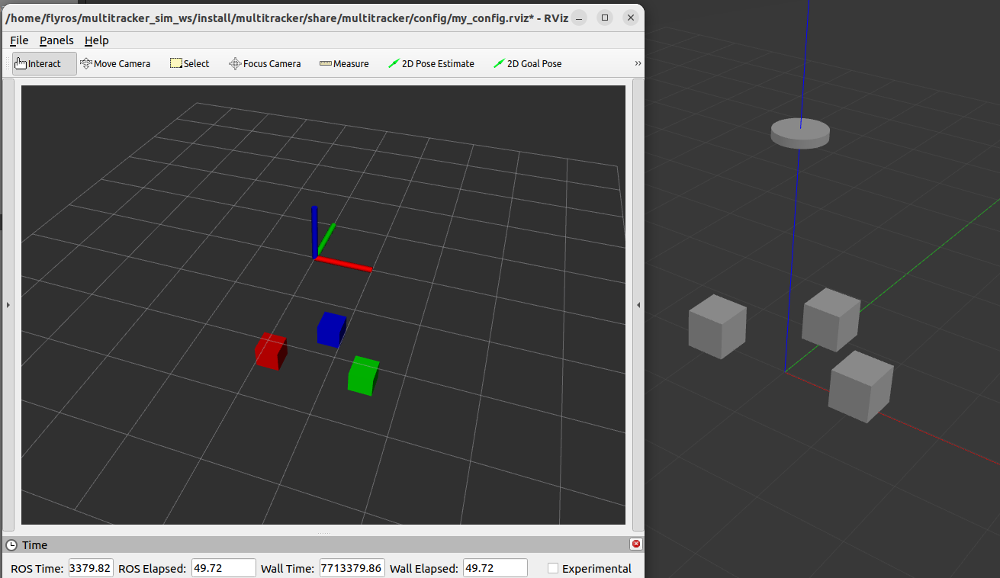 /home/flyros/multitracker_sim_ws/install/multitracker/share/multitracker/config/my_config.rviz* - RViz
File Panels Help
Interact Move Camera Select Focus Camera Measure 2D Pose Estimate 2D Goal Pose »
Time
ROS Time: 3379.82 ROS Elapsed: 49.72 Wall Time: 7713379.86 Wall Elapsed: 49.72 Experimental